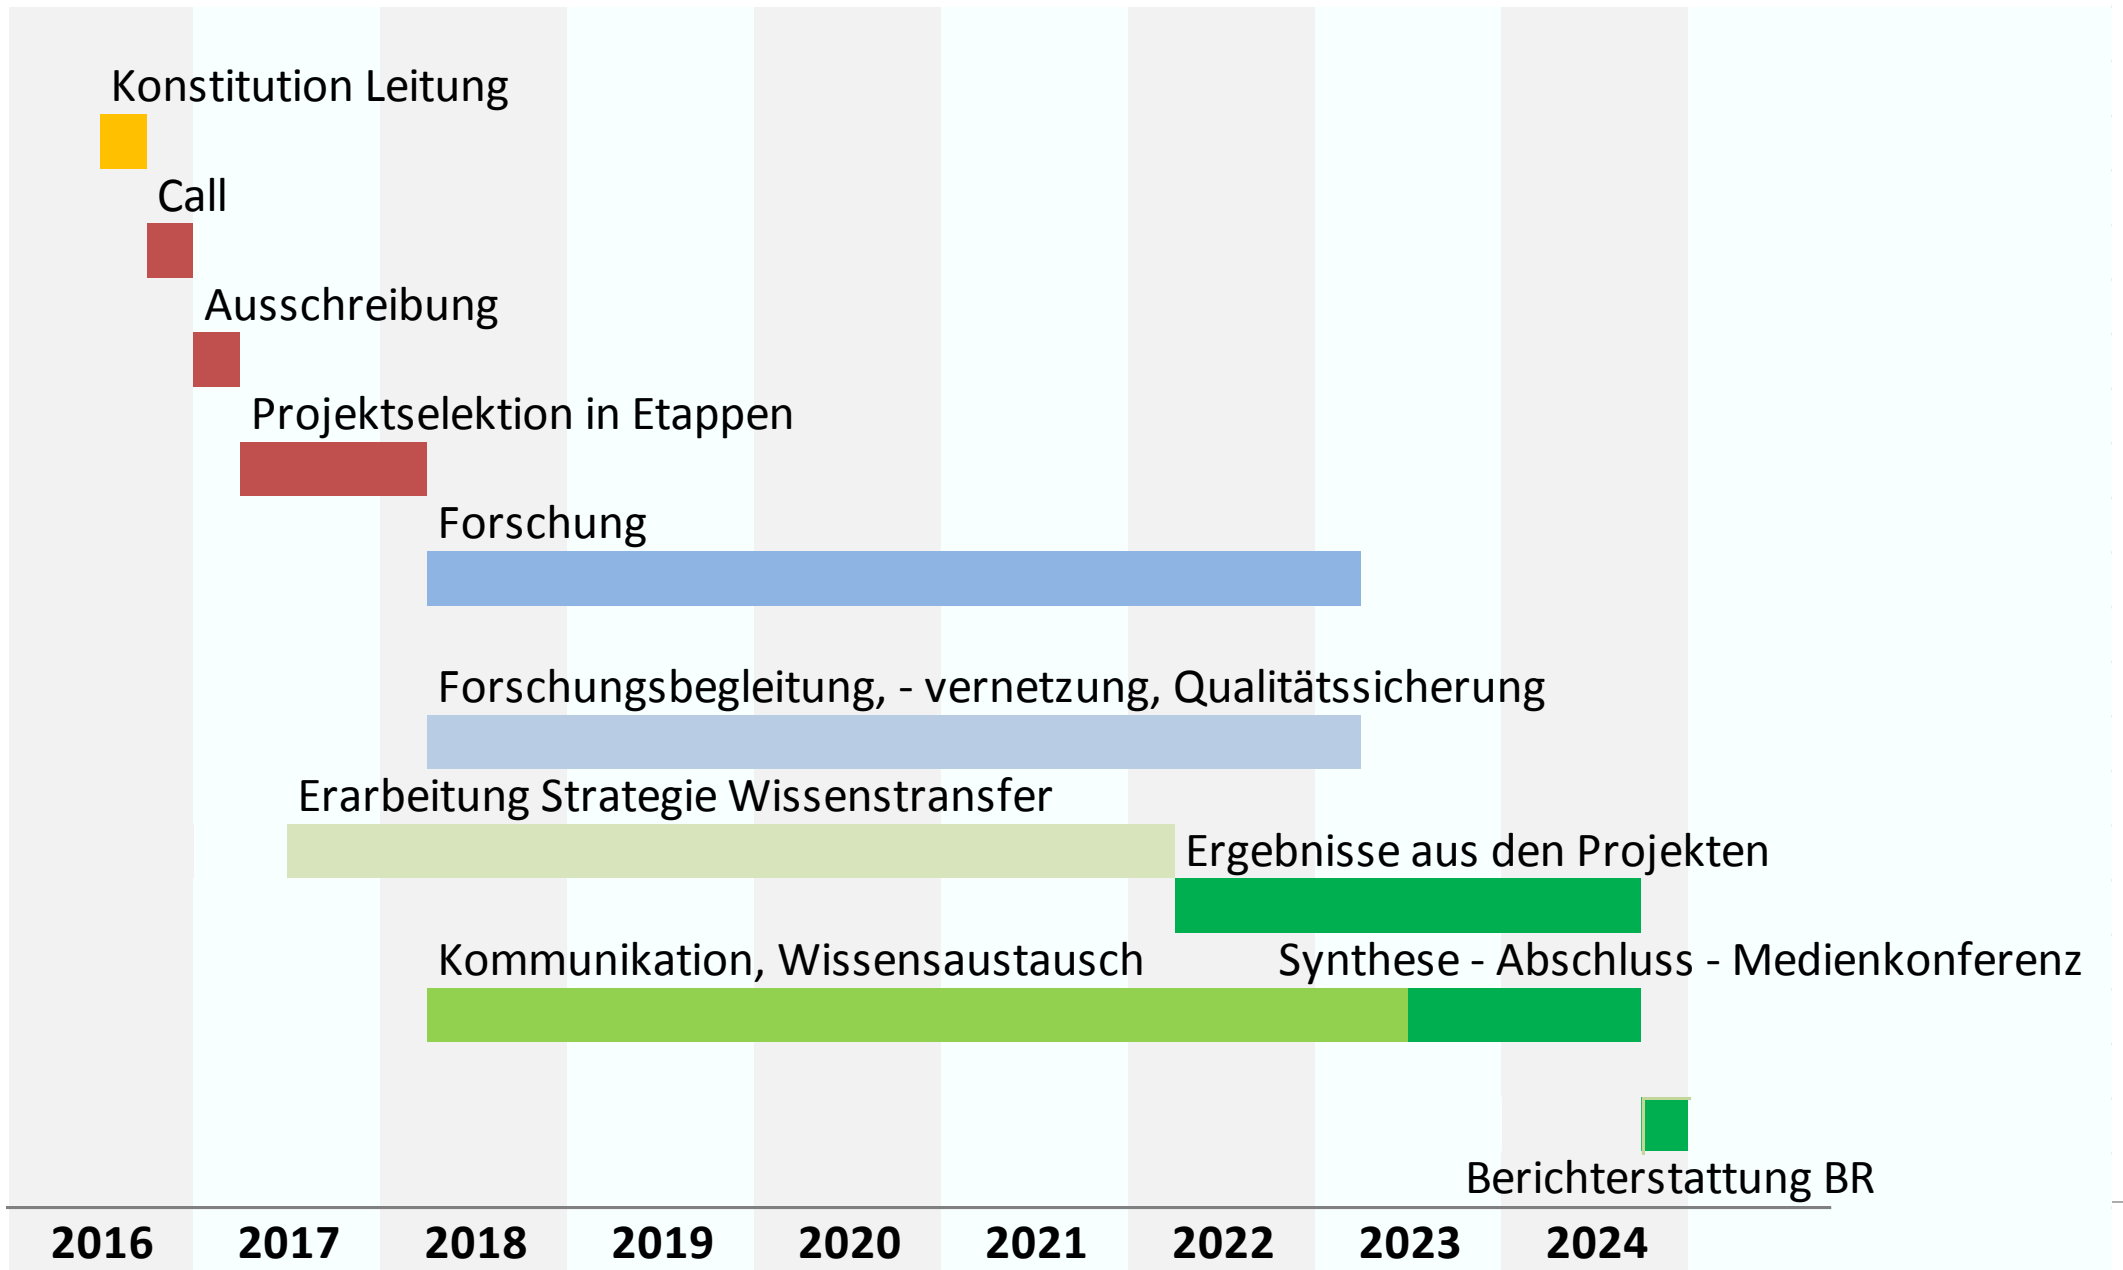 Konstitution Leitung
Call
Ausschreibung
Projektselektion in Etappen
Forschung
Forschungsbegleitung, - vernetzung, Qualitätssicherung
Erarbeitung Strategie Wissenstransfer
Ergebnisse aus den Projekten
Kommunikation, Wissensaustausch
Synthese - Abschluss - Medienkonferenz
Berichterstattung BR
2016 2017 2018 2019 2020 2021 2022 2023 2024